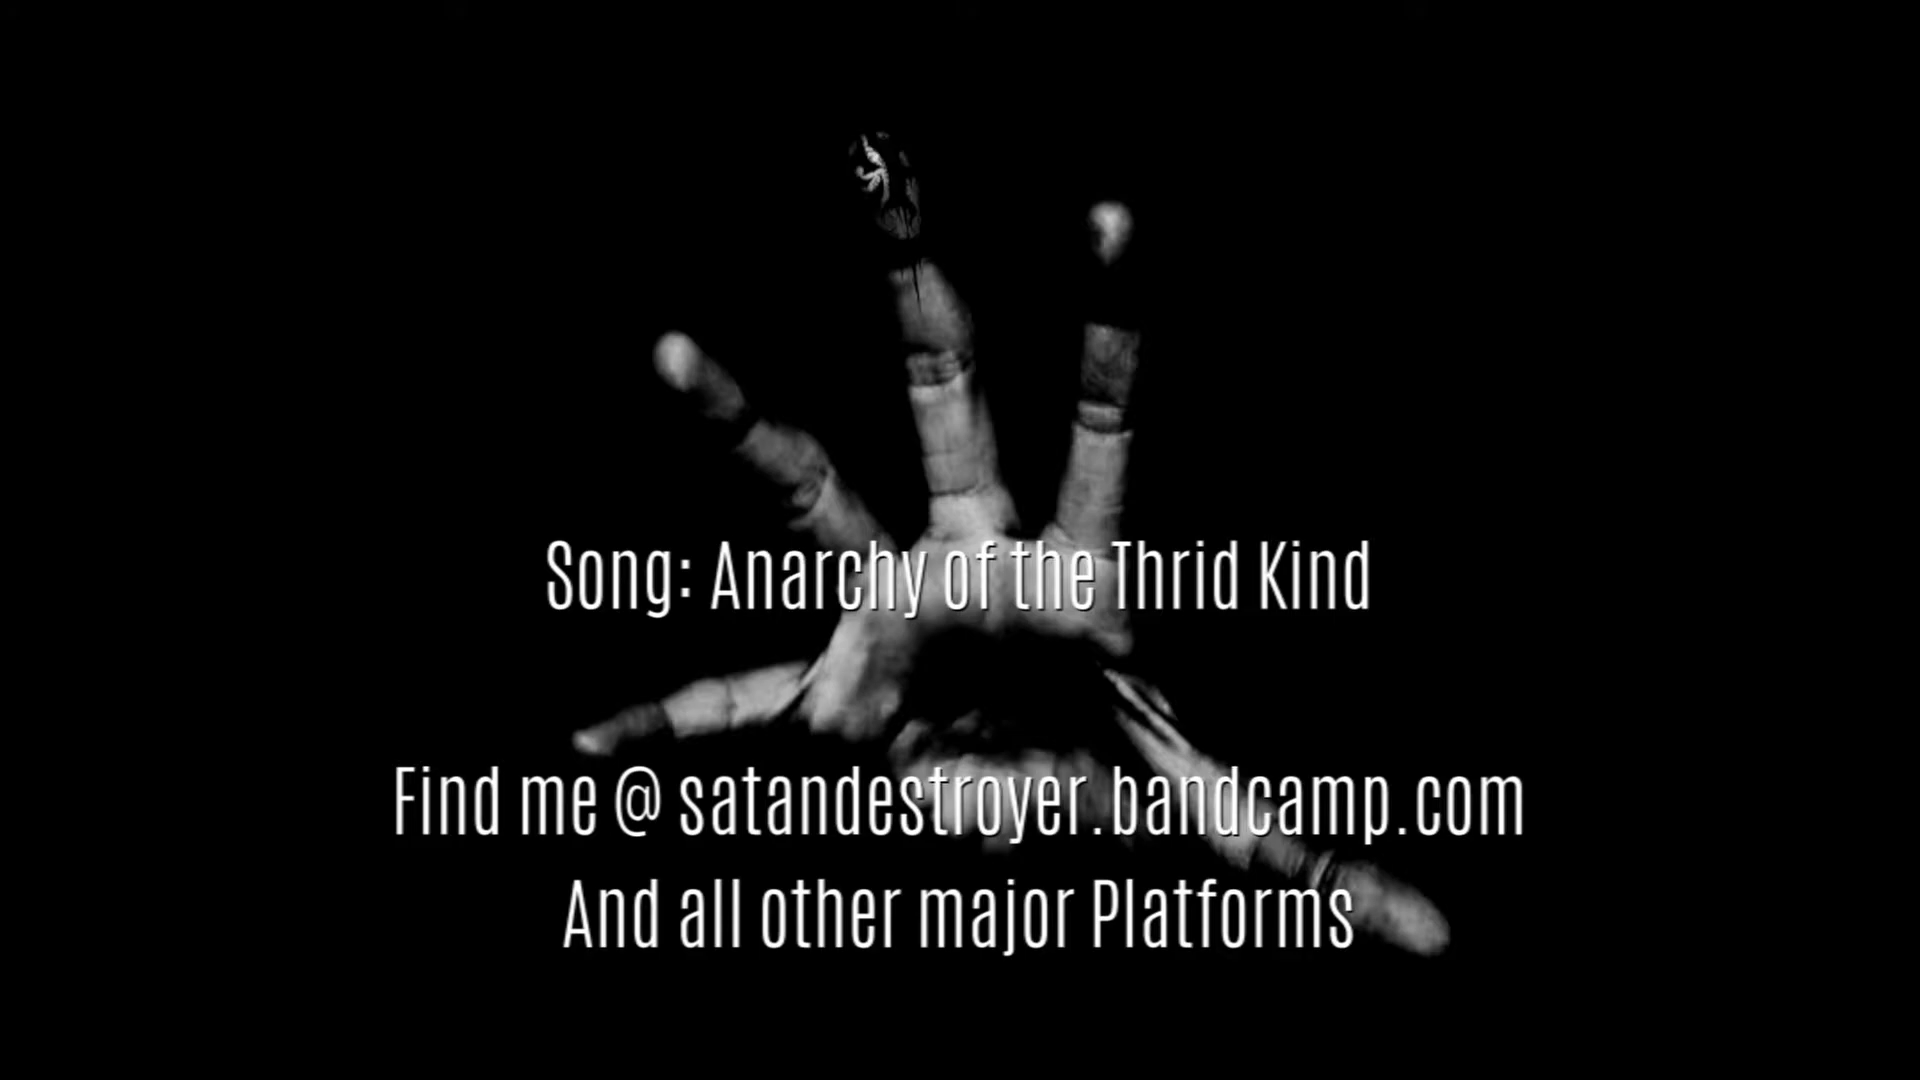 Song: Anarchy of the Thrid Kind
Find me @ satandestroyer.bandcamp.com
And all other major Platforms